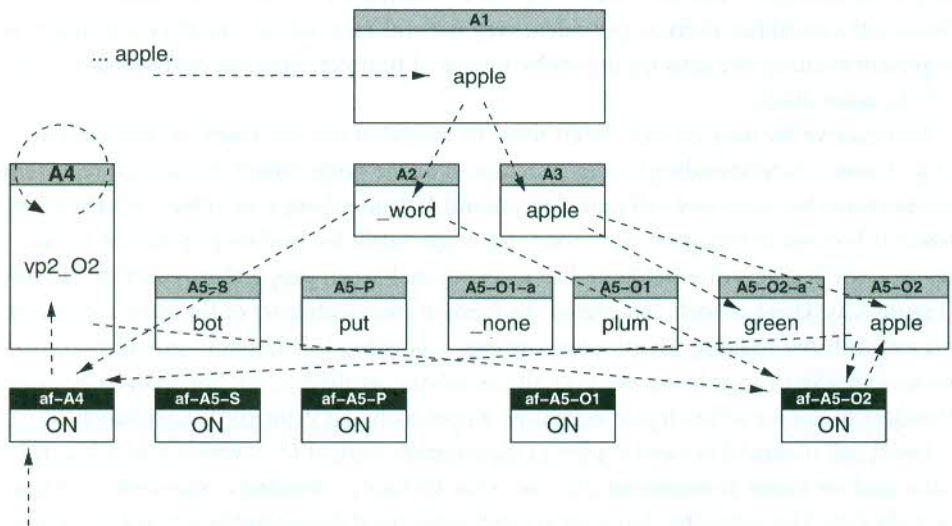 A1
... apple.
apple
A4
A2
A3
_word
apple
vp2_O2
A5-S
A5-P
A5-O1-a
A5-O1
A5-O2-a
A5-O2
bot
put
_none
plum
green
apple
af-A4
af-A5-S
af-A5-P
af-A5-O1
af-A5-O2
ON
ON
ON
ON
ON